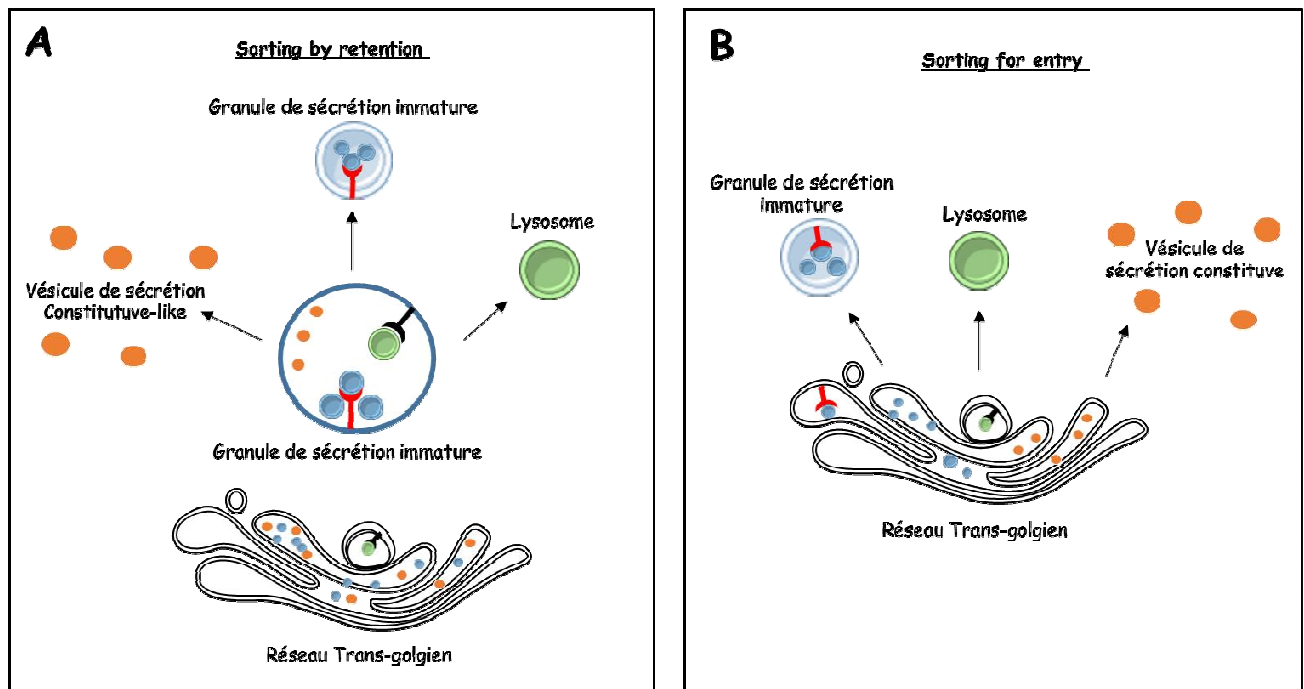 A
Sorting by retention
Granule de sécrétion immature
Lysosome
Vésicule de sécrétion
Constitutuve-like
Granule de sécrétion immature
Réseau Trans-golgien
B
Sorting for entry
Granule de sécrétion
immature
Lysosome
Vésicule de
sécrétion constituve
Réseau Trans-golgien